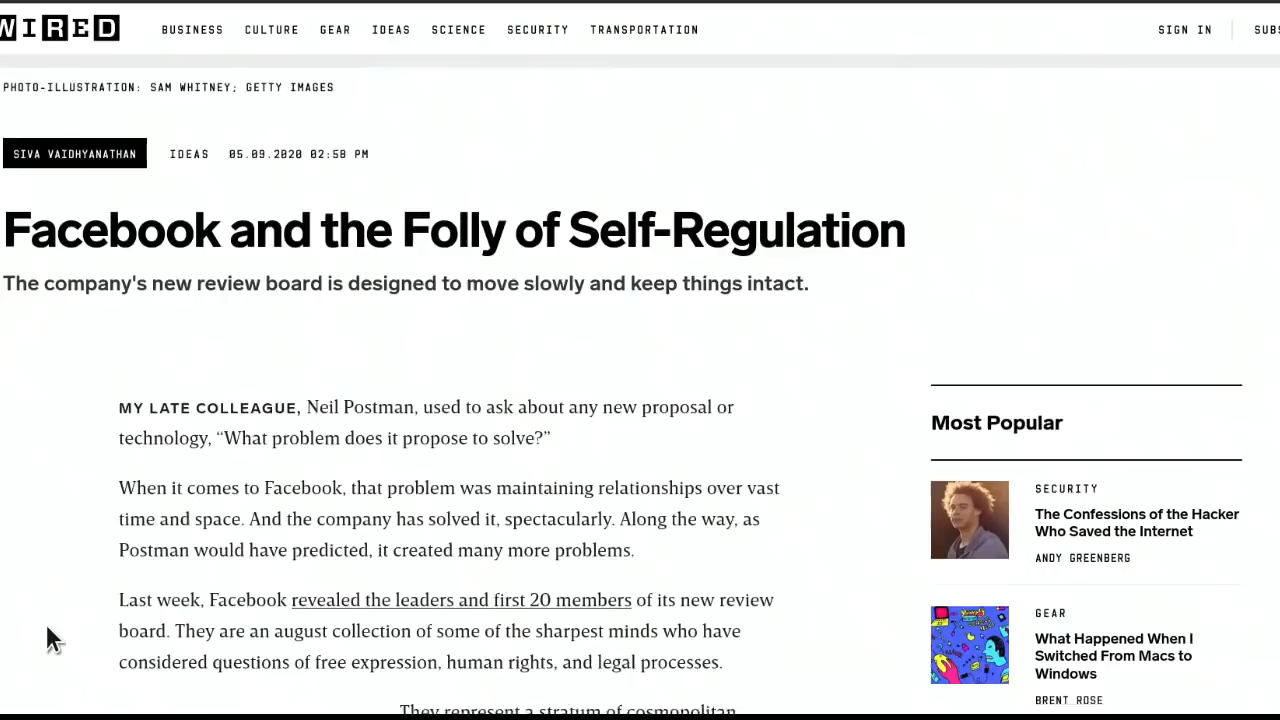 WIRED
BUSINESS CULTURE GEAR IDEAS SCIENCE SECURITY TRANSPORTATION
SIGN IN
PHOTO-ILLUSTRATION: SAM WHITNEY; GETTY IMAGES
SIVA VAIDHYANATHAN IDEAS 05.09.2020 02:58 PM
Facebook and the Folly of Self-Regulation
The company's new review board is designed to move slowly and keep things intact.
MY LATE COLLEAGUE, Neil Postman, used to ask about any new proposal or
technology, “What problem does it propose to solve?”
When it comes to Facebook, that problem was maintaining relationships over vast
time and space. And the company has solved it, spectacularly. Along the way, as
Postman would have predicted, it created many more problems.
Last week, Facebook revealed the leaders and first 20 members of its new review
board. They are an august collection of some of the sharpest minds who have
considered questions of free expression, human rights, and legal processes.
They represent a stratum of cosmopolitan
Most Popular
SECURITY
The Confessions of the Hacker
Who Saved the Internet
ANDY GREENBERG
GEAR
What Happened When I
Switched From Macs to
Windows
BRENT ROSE